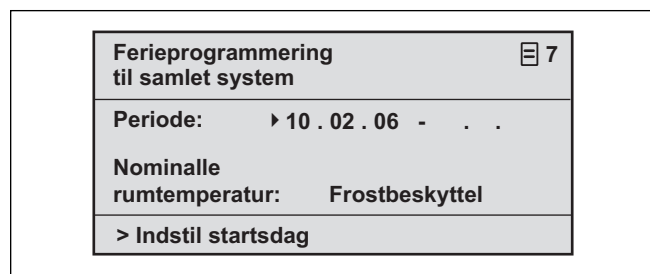 Ferieprogrammering 7
til samlet system
Periode: 10 . 02 . 06 - . .
Nominalle
rumtemperatur: Frostbeskyttel
> Indstil startsdag